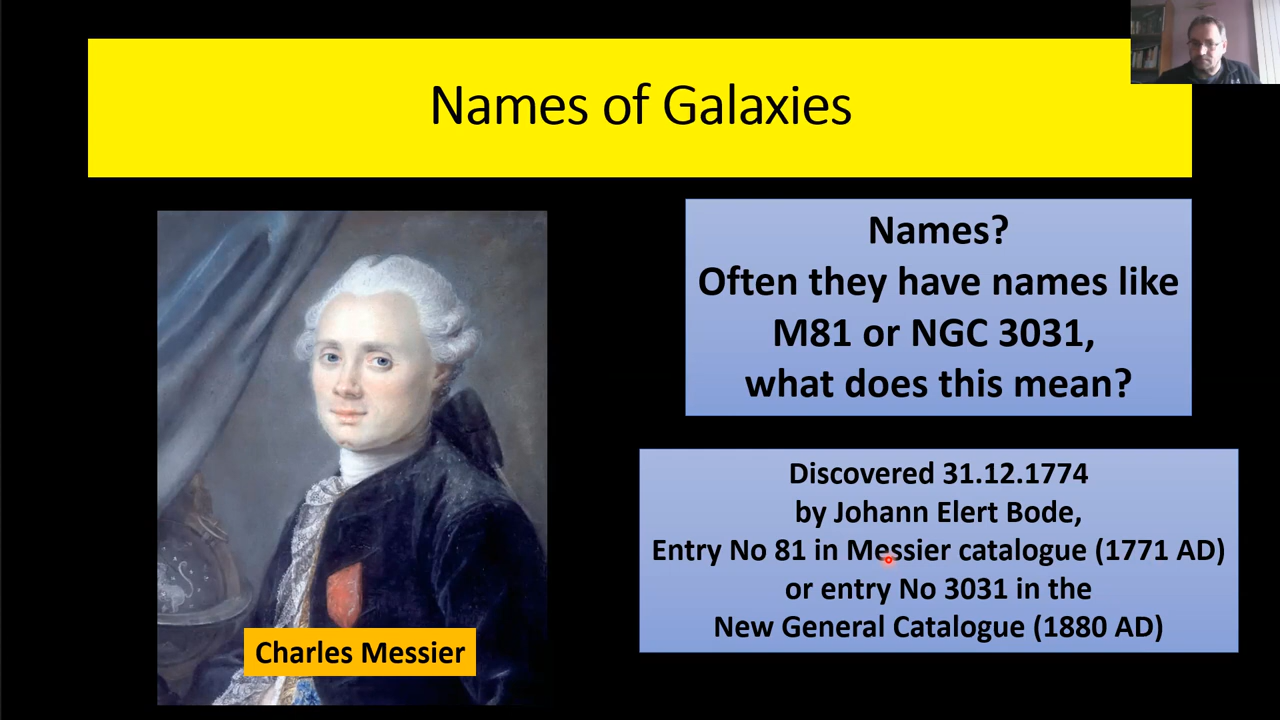 Names of Galaxies
Names?
Often they have names like
M81 or NGC 3031,
what does this mean?
Discovered 31.12.1774
by Johann Elert Bode,
Entry No 81 in Messier catalogue (1771 AD)
or entry No 3031 in the
New General Catalogue (1880 AD)
Charles Messier